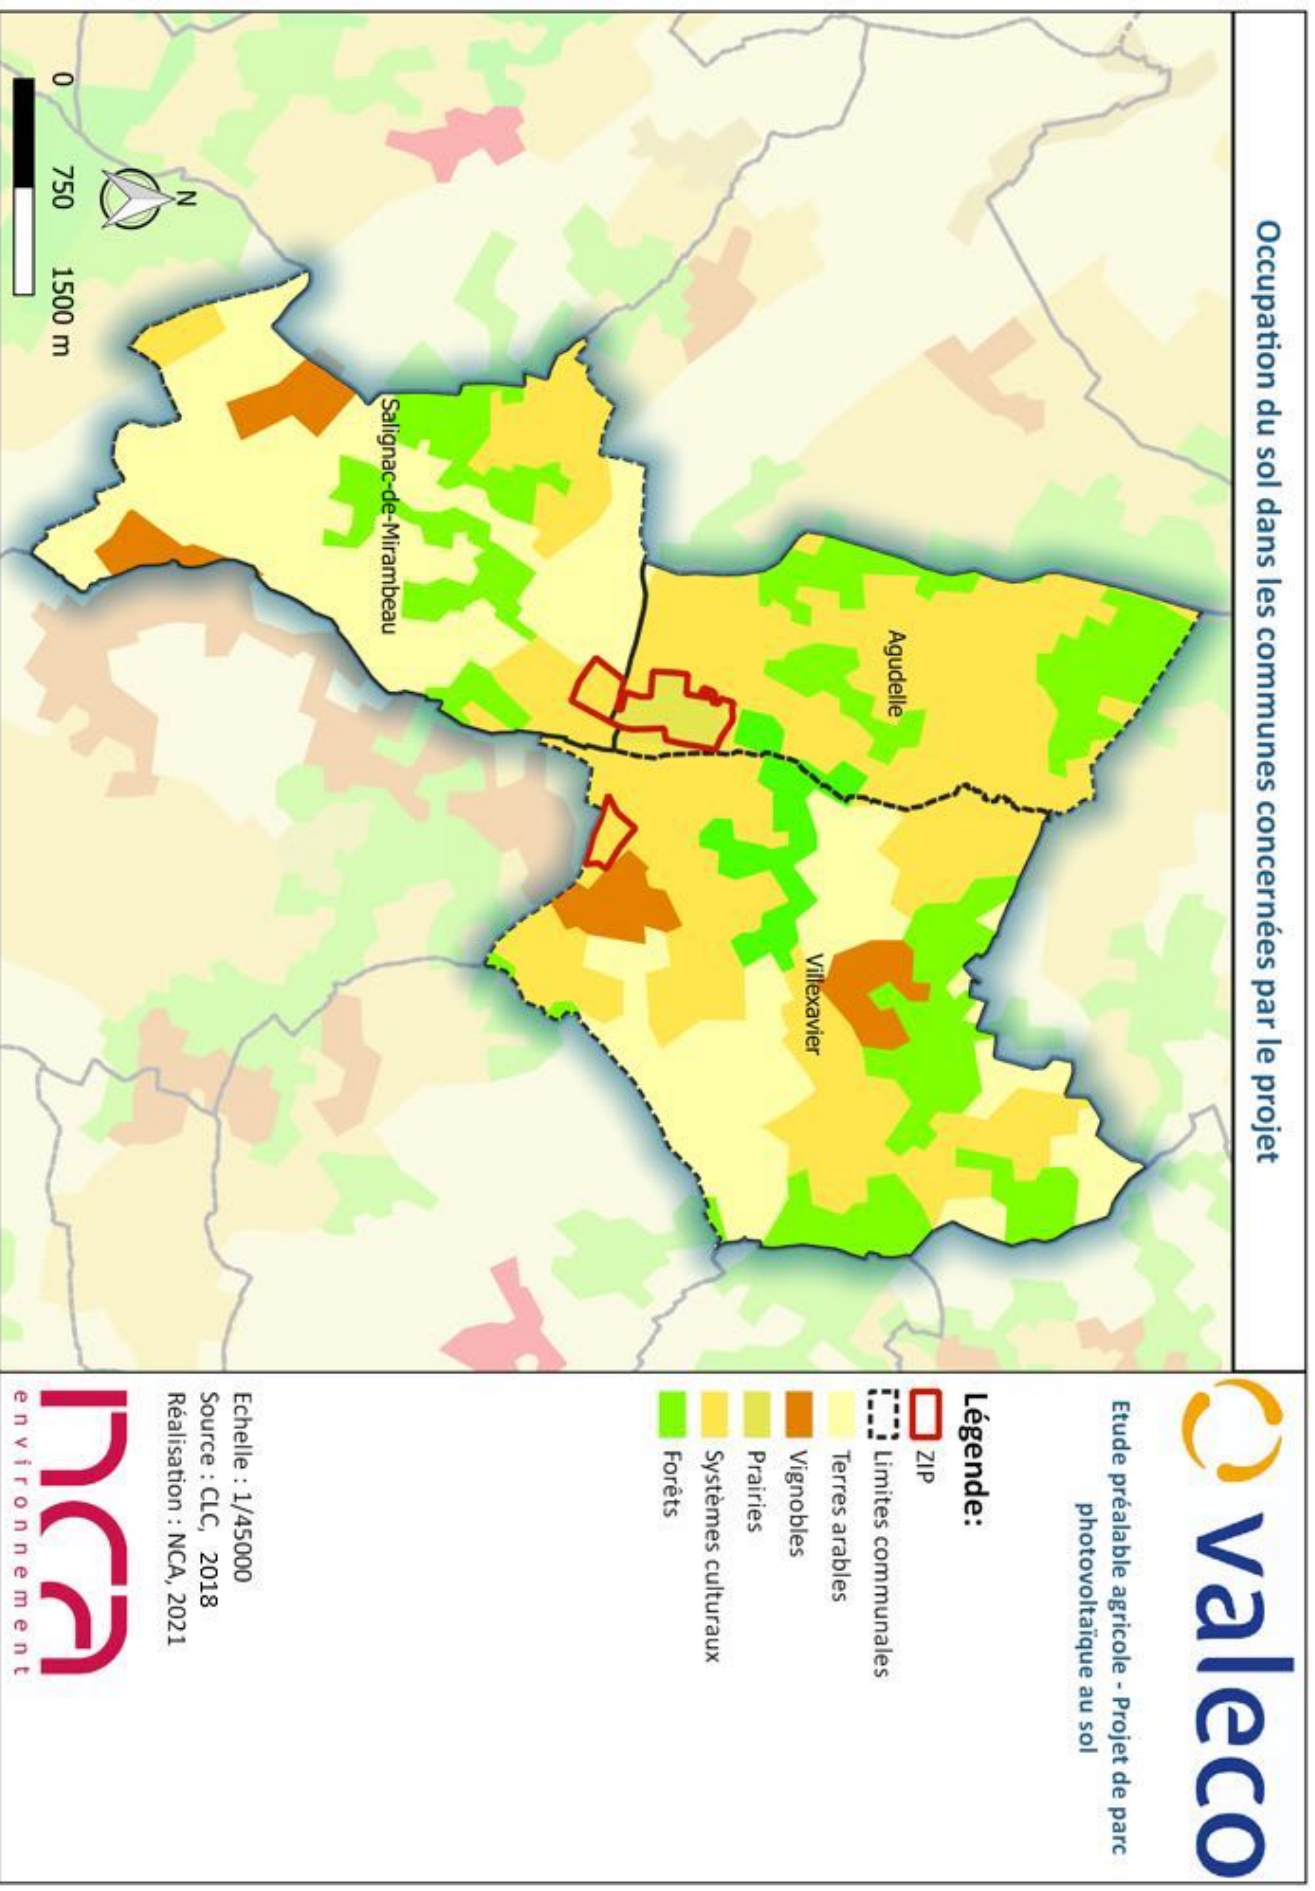 Occupation du sol dans les communes concernées par le projet
Agudelle
Villexavier
Salignac-de-Mirambeau
N
0 750 1500 m
valeco
Etude préalable agricole - Projet de parc
photovoltaïque au sol
Légende:
ZIP
Limites communales
Terres arables
Vignobles
Prairies
Systèmes culturaux
Forêts
Echelle : 1/45000
Source : CLC, 2018
Réalisation : NCA, 2021
nca
environnement